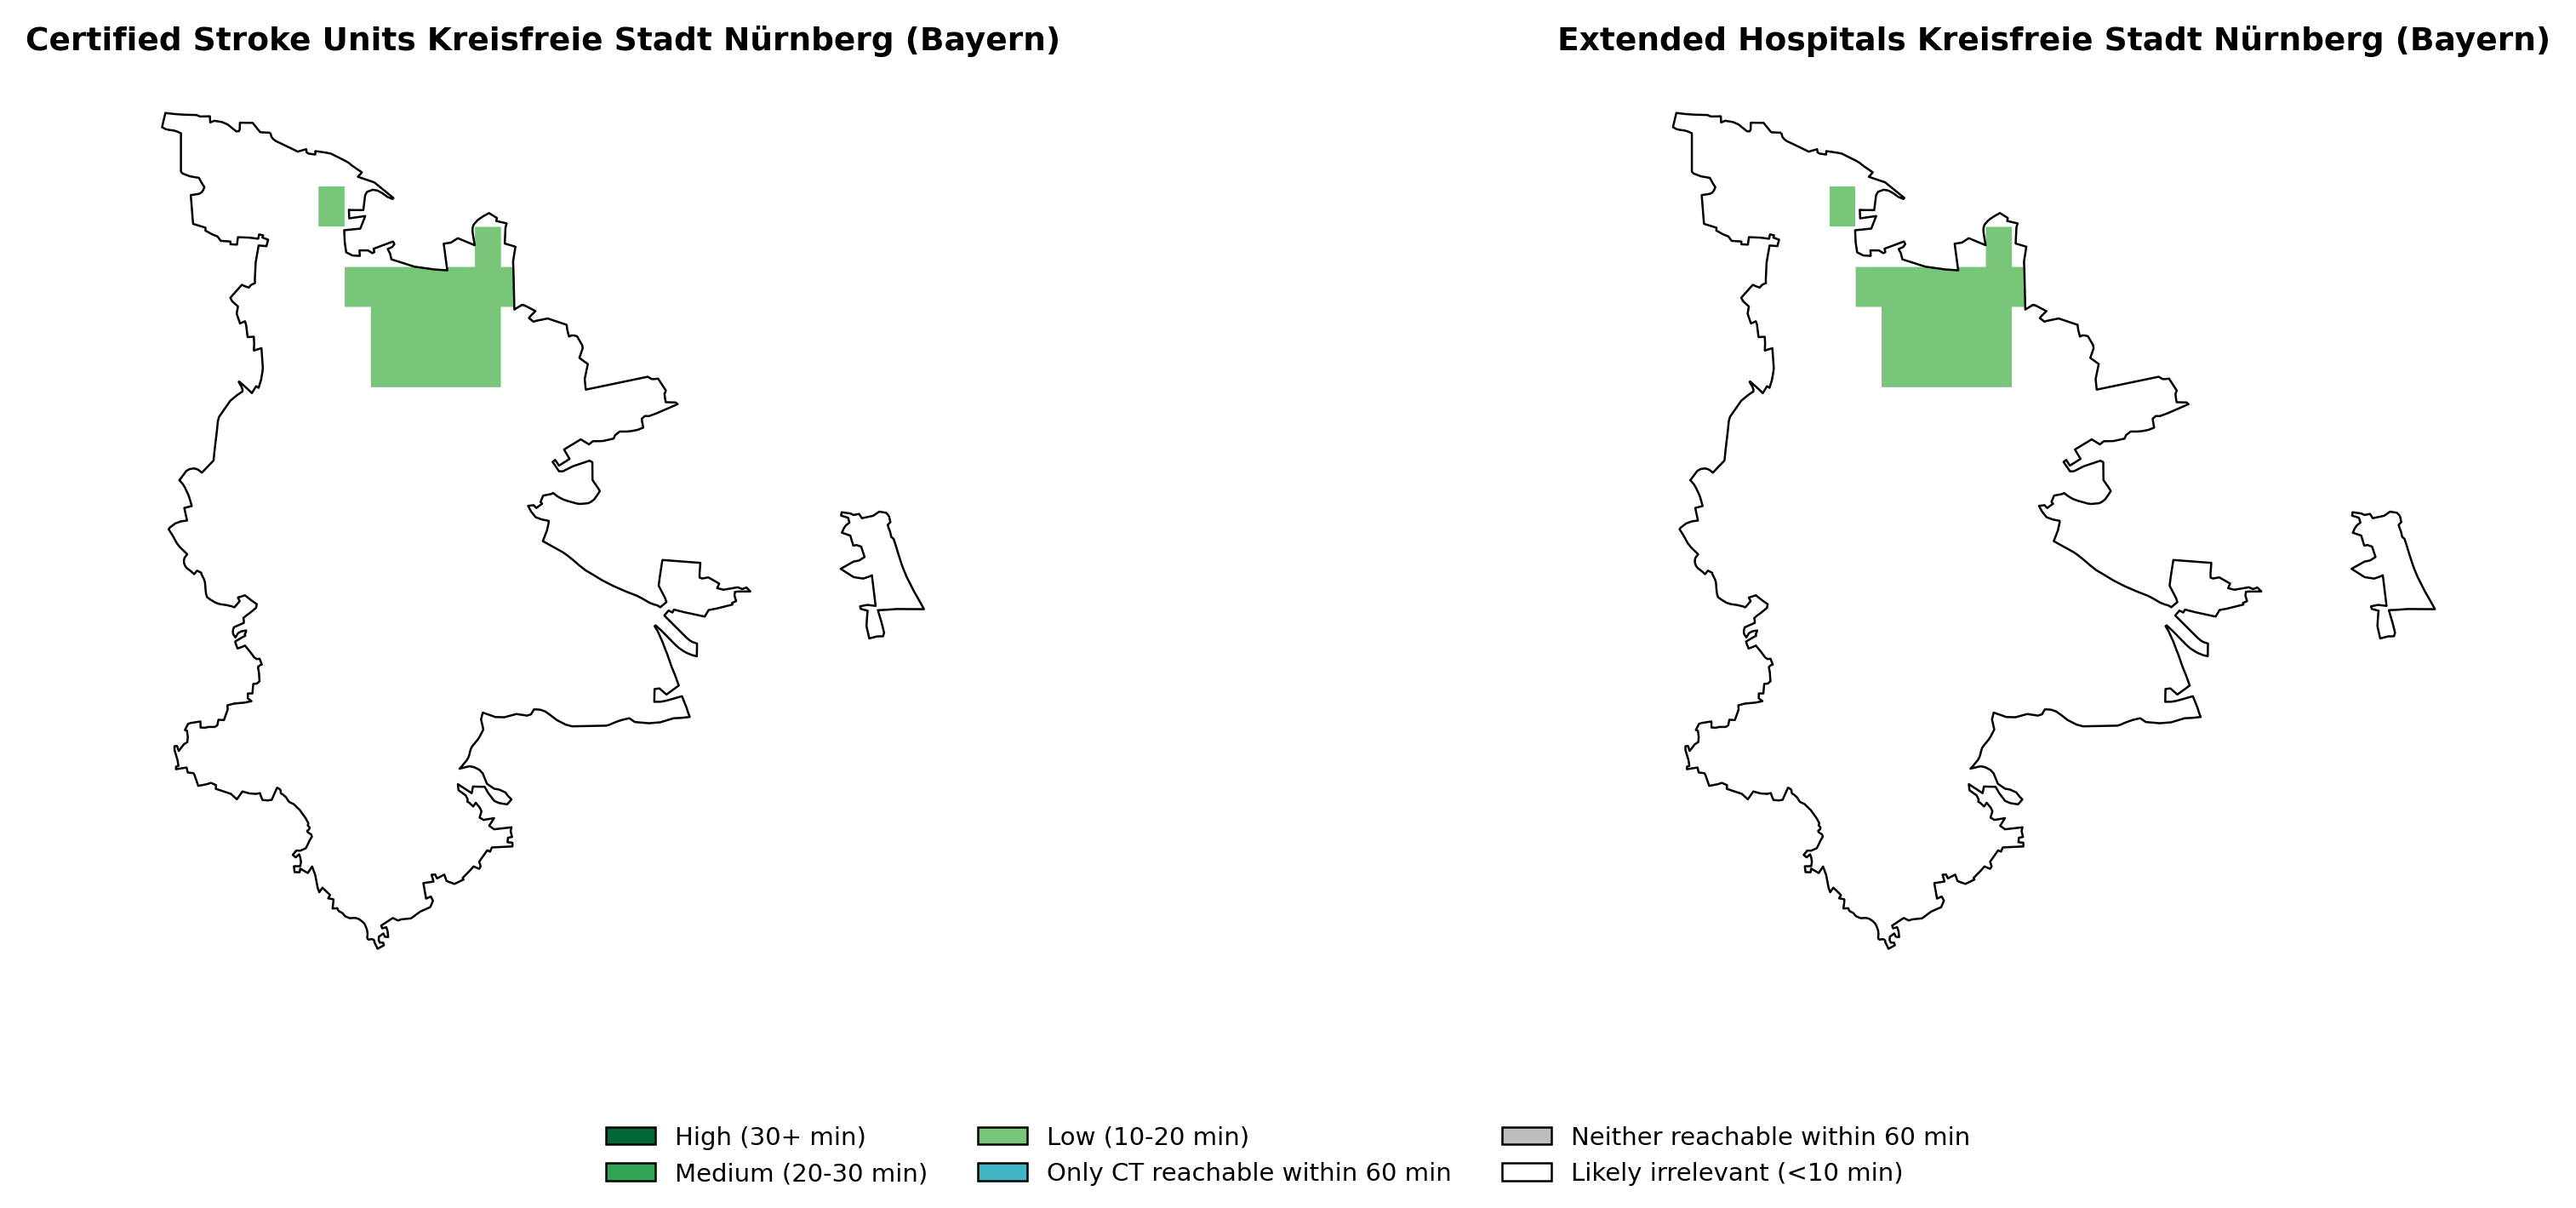 Certified Stroke Units Kreisfreie Stadt Nürnberg (Bayern)
Extended Hospitals Kreisfreie Stadt Nürnberg (Bayern)
High (30+ min)
Medium (20-30 min)
Low (10-20 min)
Only CT reachable within 60 min
Neither reachable within 60 min
Likely irrelevant (<10 min)